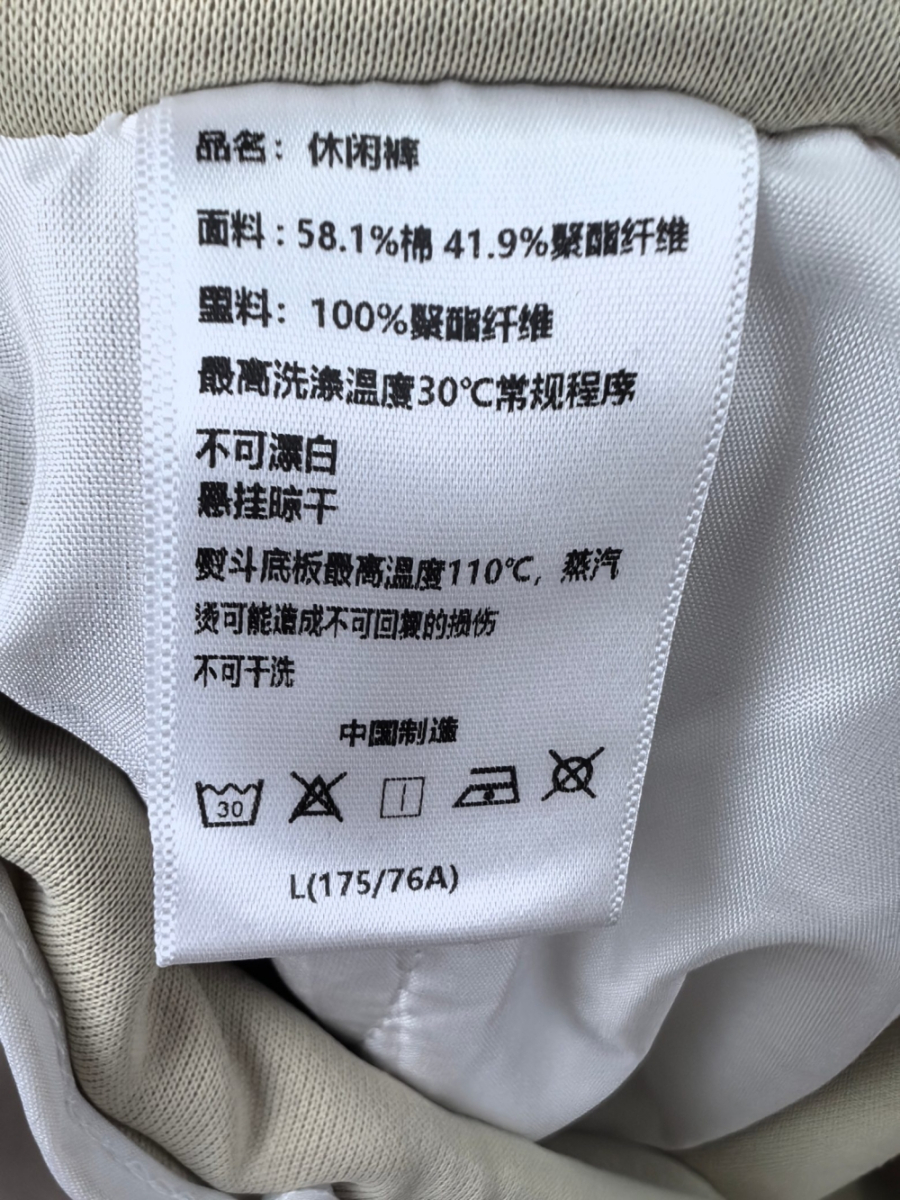 品名：休闲裤
面料：58.1%棉 41.9%聚酯纤维
里料：100%聚酯纤维
最高洗涤温度30℃常规程序
不可漂白
悬挂晾干
熨斗底板最高温度110℃，蒸汽
烫可能造成不可回复的损伤
不可干洗
中国制造
30
L(175/76A)